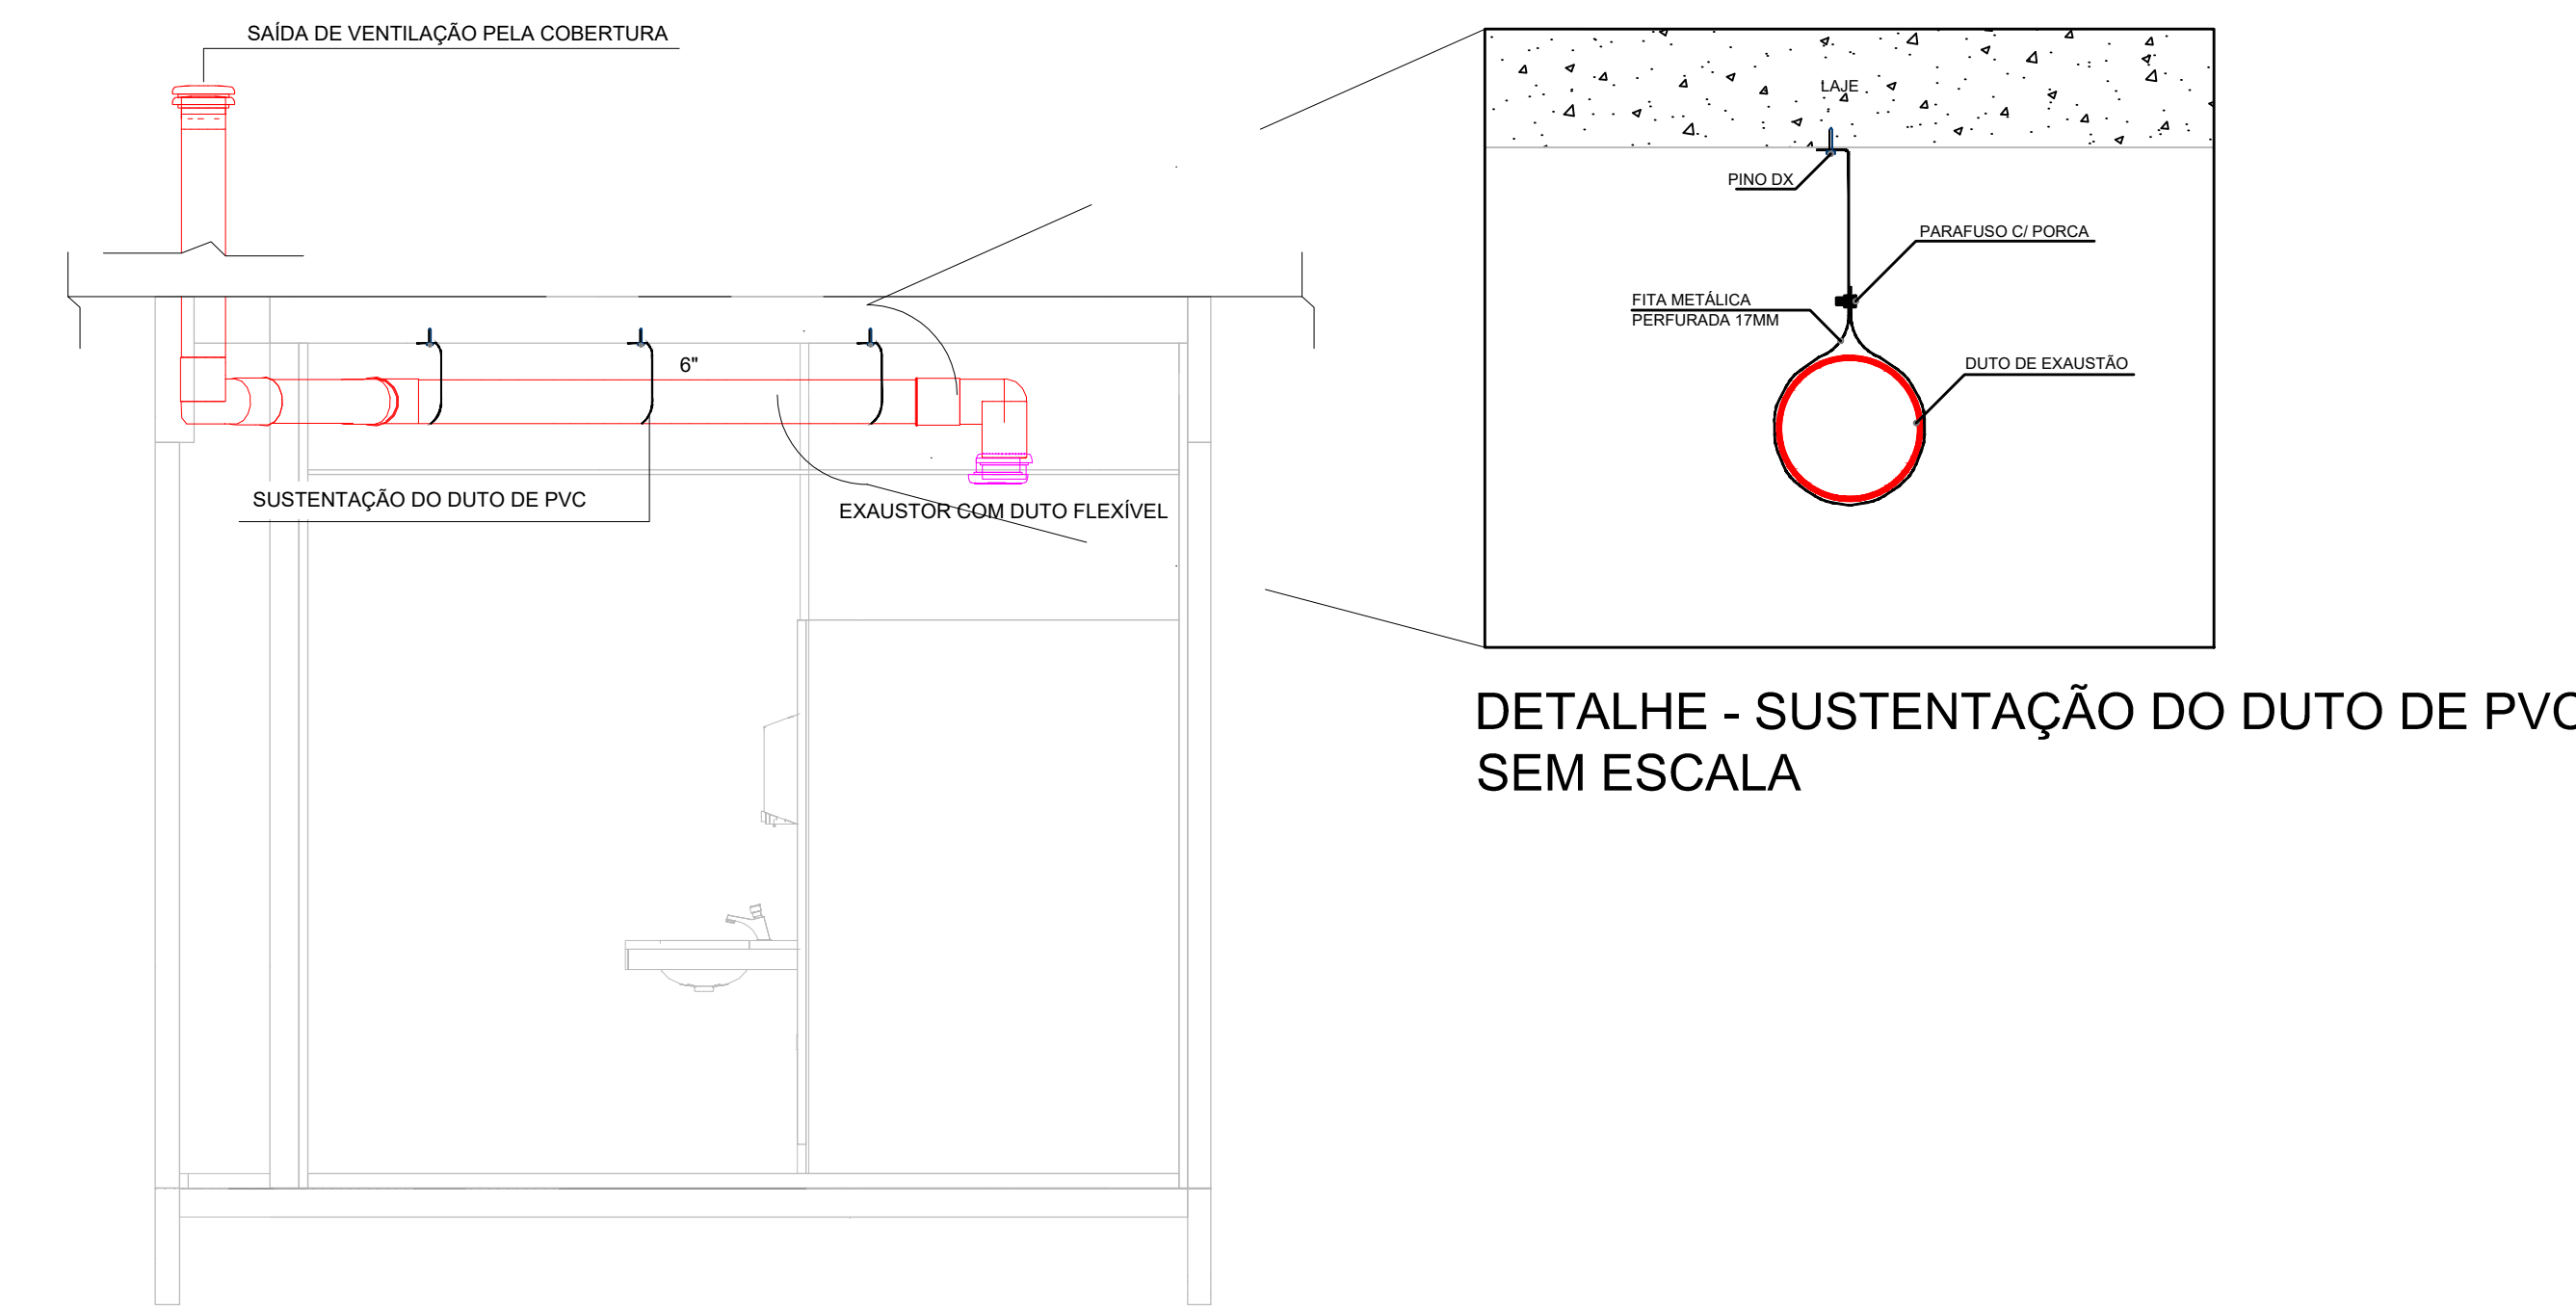 SAÍDA DE VENTILAÇÃO PELA COBERTURA
6"
SUSTENTAÇÃO DO DUTO DE PVC
EXAUSTOR COM DUTO FLEXÍVEL
LAJE
PINO DX
PARAFUSO C/ PORCA
FITA METÁLICA
PERFURADA 17MM
DUTO DE EXAUSTÃO
DETALHE - SUSTENTAÇÃO DO DUTO DE PVC
SEM ESCALA